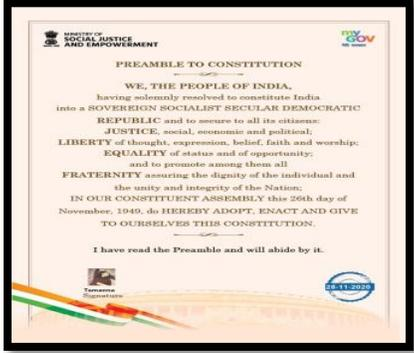 MINISTRY OF
SOCIAL JUSTICE
AND EMPOWERMENT
my
GOV
मेरी सरकार
PREAMBLE TO CONSTITUTION
WE, THE PEOPLE OF INDIA,
having solemnly resolved to constitute India
into a SOVEREIGN SOCIALIST SECULAR DEMOCRATIC
REPUBLIC and to secure to all its citizens:
JUSTICE, social, economic and political;
LIBERTY of thought, expression, belief, faith and worship;
EQUALITY of status and of opportunity;
and to promote among them all
FRATERNITY assuring the dignity of the individual and
the unity and integrity of the Nation;
IN OUR CONSTITUENT ASSEMBLY this 26th day of
November, 1949, do HEREBY ADOPT, ENACT AND GIVE
TO OURSELVES THIS CONSTITUTION.
I have read the Preamble and will abide by it.
Tamanna
Signature
28-11-2020